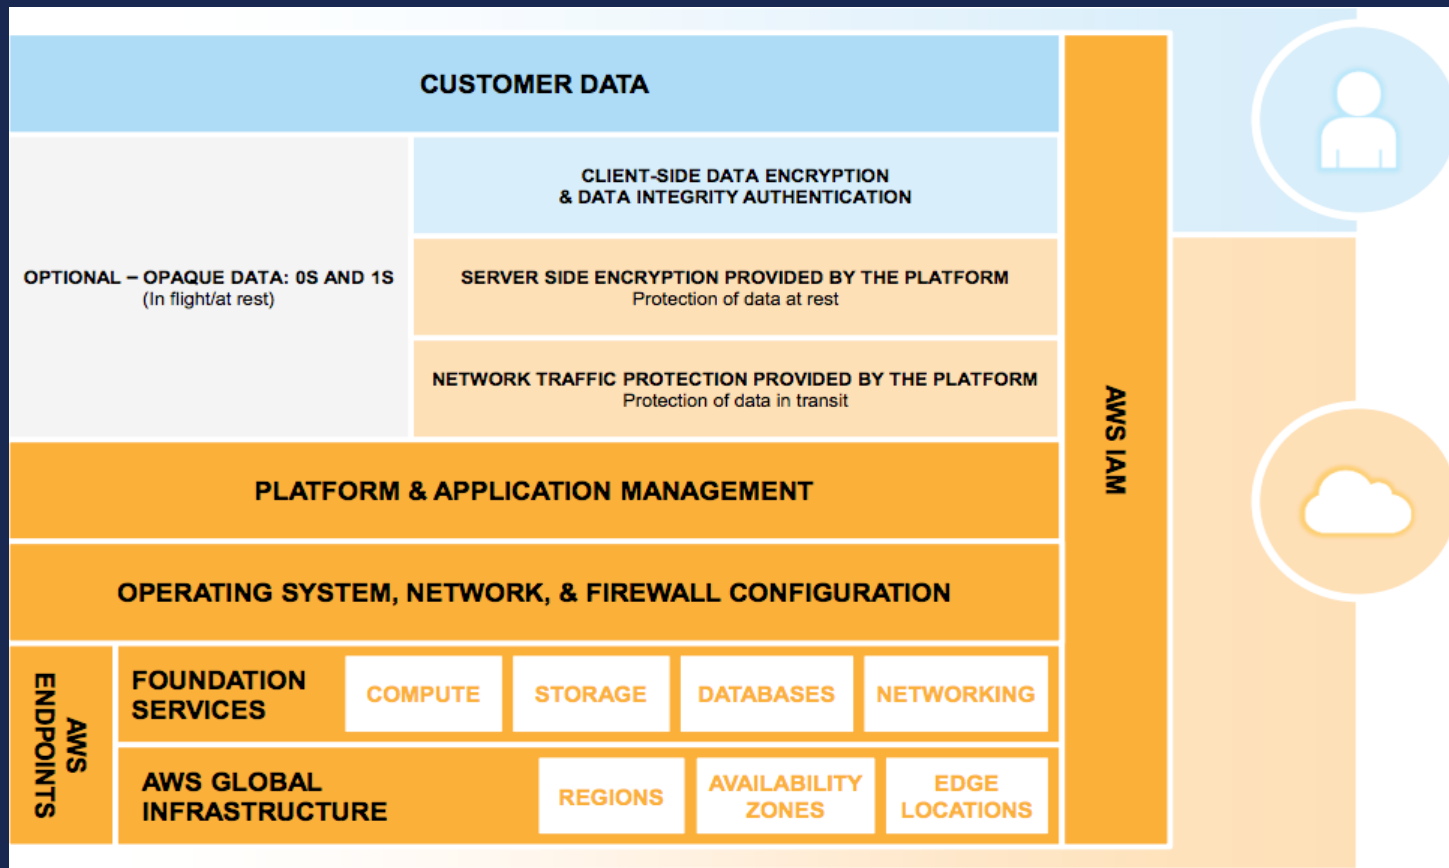 CUSTOMER DATA
CLIENT-SIDE DATA ENCRYPTION
& DATA INTEGRITY AUTHENTICATION
OPTIONAL – OPAQUE DATA: 0S AND 1S
(In flight/at rest)
SERVER SIDE ENCRYPTION PROVIDED BY THE PLATFORM
Protection of data at rest
NETWORK TRAFFIC PROTECTION PROVIDED BY THE PLATFORM
Protection of data in transit
AWS IAM
PLATFORM & APPLICATION MANAGEMENT
OPERATING SYSTEM, NETWORK, & FIREWALL CONFIGURATION
AWS
ENDPOINTS
FOUNDATION
SERVICES
COMPUTE
STORAGE
DATABASES
NETWORKING
AWS GLOBAL
INFRASTRUCTURE
REGIONS
AVAILABILITY
ZONES
EDGE
LOCATIONS